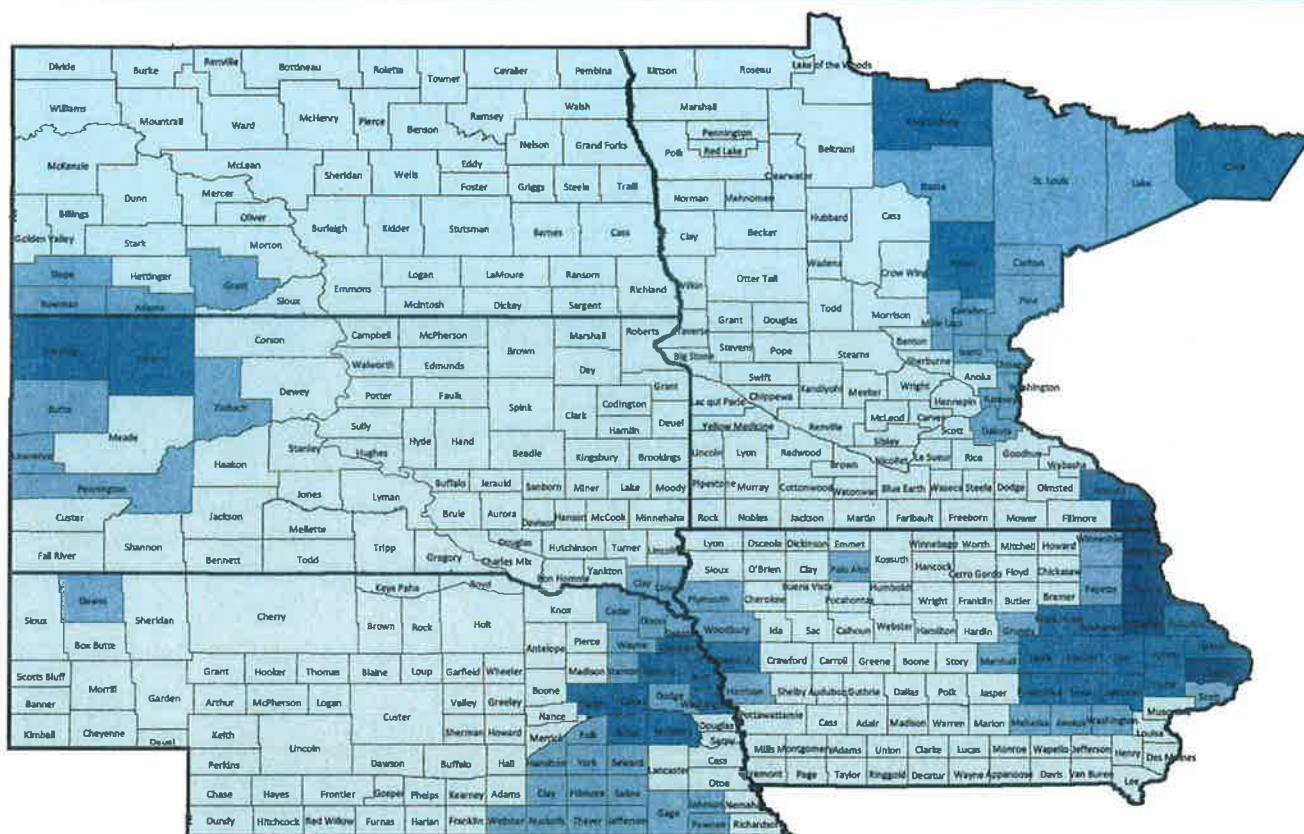 Divide Burke Renville Bottineau Rolette Towner Cavalier Pembina Kittson Roseau Lake of the Woods
Williams Mountrail Ward McHenry Pierce Benson Ramsey Walsh Marshall Koochiching
Nelson Grand Forks Polk Pennington Red Lake Beltrami Cook
McKenzie McLean Sheridan Wells Eddy Foster Griggs Steele Traill Norman Mahnomen Clearwater Itasca St. Louis Lake
Dunn Mercer Oliver
Billings Golden Valley Stark Morton Burleigh Kidder Stutsman Barnes Cass Clay Becker Hubbard Cass
Slope Hettinger Grant Logan LaMoure Ransom Richland Wilkin Otter Tail Wadena Crow Wing Aitkin Carlton
Bowman Adams Sioux Emmons McIntosh Dickey Sargent Todd Morrison Mille Lacs Kanabec Pine
Harding Perkins Corson Campbell McPherson Brown Marshall Roberts Traverse Grant Douglas Benton Isanti Chisago
Walworth Edmunds Day Big Stone Stevens Pope Stearns Sherburne Anoka Washington
Butte Ziebach Dewey Potter Faulk Spink Clark Codington Grant Swift Kandiyohi Meeker Wright Hennepin Ramsey
Meade Sully Hyde Hand Hamlin Deuel Lac qui Parle Chippewa Renville McLeod Carver Scott Dakota
Lawrence Haakon Stanley Hughes Beadle Kingsbury Brookings Yellow Medicine Lincoln Lyon Redwood Brown Sibley Nicollet Le Sueur Rice Goodhue Wabasha
Pennington Jones Lyman Buffalo Jerauld Sanborn Miner Lake Moody Pipestone Murray Cottonwood Watonwan Blue Earth Waseca Steele Dodge Olmsted
Custer Jackson Mellette Brule Aurora Davison Hanson McCook Minnehaha Rock Nobles Jackson Martin Faribault Freeborn Mower Fillmore
Fall River Shannon Bennett Todd Tripp Gregory Charles Mix Douglas Hutchinson Turner Lincoln Lyon Osceola Dickinson Emmet Kossuth Winnebago Worth Mitchell Howard Winneshiek
Bon Homme Yankton Clay Union Sioux O'Brien Clay Palo Alto Hancock Cerro Gordo Floyd Chickasaw
Dawes Keya Paha Boyd Knox Cedar Dixon Plymouth Cherokee Buena Vista Pocahontas Humboldt Wright Franklin Butler Bremer Fayette
Sioux Sheridan Cherry Brown Rock Holt Antelope Pierce Wayne Woodbury Ida Sac Calhoun Webster Hamilton Hardin Grundy
Box Butte Grant Hooker Thomas Blaine Loup Garfield Wheeler Madison Stanton Crawford Carroll Greene Boone Story Marshall
Scotts Bluff Morrill Garden Arthur McPherson Logan Custer Valley Greeley Boone Nance Dodge Harrison Shelby Audubon Guthrie Dallas Polk Jasper Scott
Banner Keith Lincoln Sherman Howard Merrick Polk Douglas Sarpy Pottawattamie Cass Adair Madison Warren Marion Mahaska Keokuk Washington Louisa
Kimball Cheyenne Deuel Perkins Dawson Buffalo Hall Hamilton York Seward Lancaster Cass Otoe Mills Montgomery Adams Union Clarke Lucas Monroe Wapello Jefferson Henry Des Moines
Chase Hayes Frontier Gosper Phelps Kearney Adams Clay Fillmore Saline Gage Johnson Nemaha Fremont Page Taylor Ringgold Decatur Wayne Appanoose Davis Van Buren Lee
Dundy Hitchcock Red Willow Furnas Harlan Franklin Webster Nuckolls Thayer Jefferson Pawnee Richardson